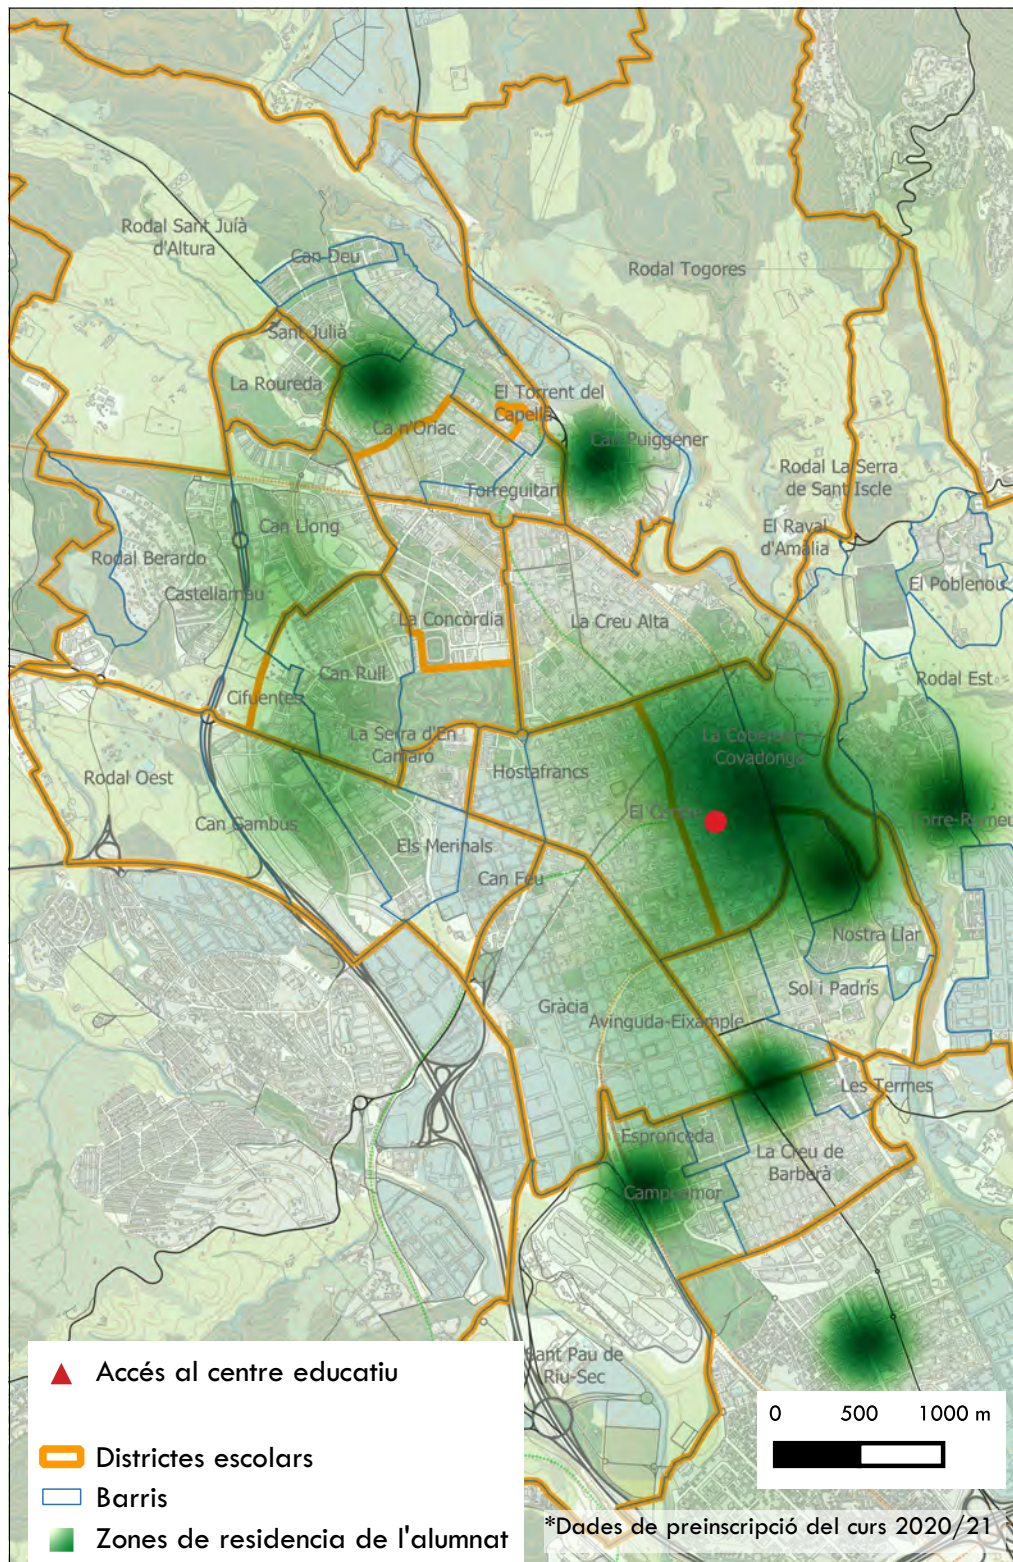 Rodal Sant Juíà
d'Altura
Can Deu
Rodal Togores
Sant Julià
La Roureda
El Torrent del
Capellà
Ca n'Oriac
Can Puiggener
Rodal La Serra
de Sant Iscle
Torreguitart
Can Llong
El Raval
d'Amàlia
Rodal Berardo
El Poblenou
Castellarnau
La Concòrdia
La Creu Alta
Can Rull
Rodal Est
Cifuentes
La Serra d'En
Camaró
La Cobertera
Covadonga
Rodal Oest
Hostafrancs
El Centre
Torre-Romeu
Can Gambús
Els Merinals
Can Feu
Nostra Llar
Sol i Padrís
Gràcia
Avinguda-Eixample
Les Termes
Espronceda
La Creu de
Barberà
Campoamor
Sant Pau de
Riu-Sec
Accés al centre educatiu
Districtes escolars
Barris
Zones de residencia de l'alumnat
0 500 1000 m
*Dades de preinscripció del curs 2020/21